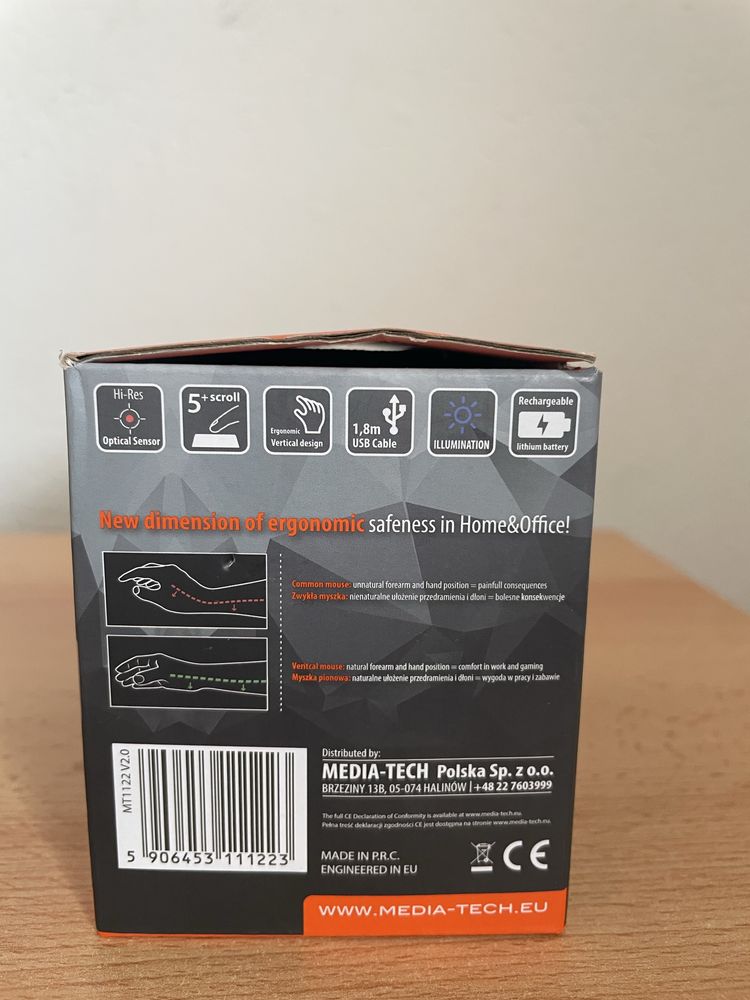 Hi-Res
Optical Sensor
5+scroll
Ergonomic
Vertical design
1,8m
USB Cable
ILLUMINATION
Rechargeable
lithium battery
New dimension of ergonomic safeness in Home&Office!
Common mouse: unnatural forearm and hand position = painfull consequences
Zwykła myszka: nienaturalne ułożenie przedramienia i dłoni = bolesne konsekwencje
Veritcal mouse: natural forearm and hand position = comfort in work and gaming
Myszka pionowa: naturalne ułożenie przedramienia i dłoni = wygoda w pracy i zabawie
MT1122 V2.0
5 906453 111223
Distributed by:
MEDIA-TECH Polska Sp. z o.o.
BRZEZINY 13B, 05-074 HALINÓW | +48 22 7603999
The full CE Declaration of Conformity is available at www.media-tech.eu.
Pełna treść deklaracji zgodności CE jest dostępna na stronie www.media-tech.eu.
MADE IN P.R.C.
ENGINEERED IN EU
CE
WWW.MEDIA-TECH.EU